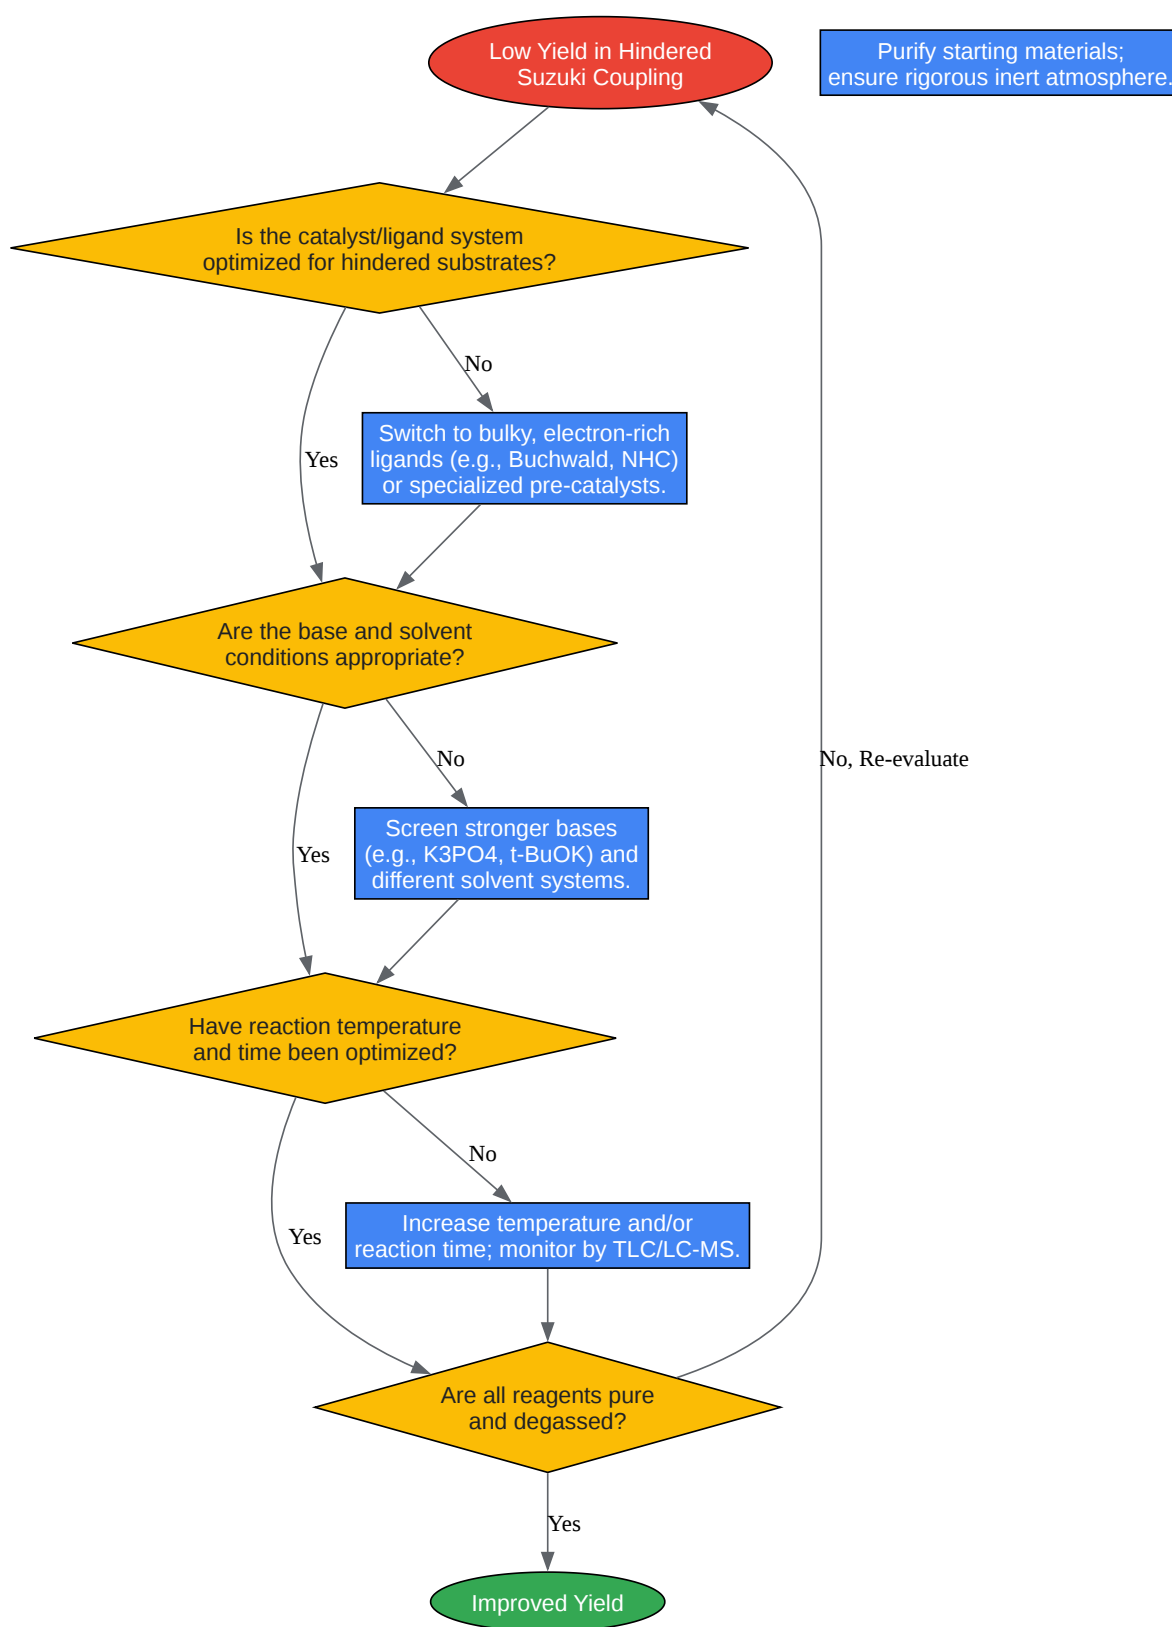 Low Yield in Hindered
Suzuki Coupling
Purify starting materials;
ensure rigorous inert atmosphere.
Is the catalyst/ligand system
optimized for hindered substrates?
No
Switch to bulky, electron-rich
ligands (e.g., Buchwald, NHC)
or specialized pre-catalysts.
Yes
Are the base and solvent
conditions appropriate?
No
No, Re-evaluate
Screen stronger bases
(e.g., K3PO4, t-BuOK) and
different solvent systems.
Yes
Have reaction temperature
and time been optimized?
No
Increase temperature and/or
reaction time; monitor by TLC/LC-MS.
Yes
Are all reagents pure
and degassed?
Yes
Improved Yield